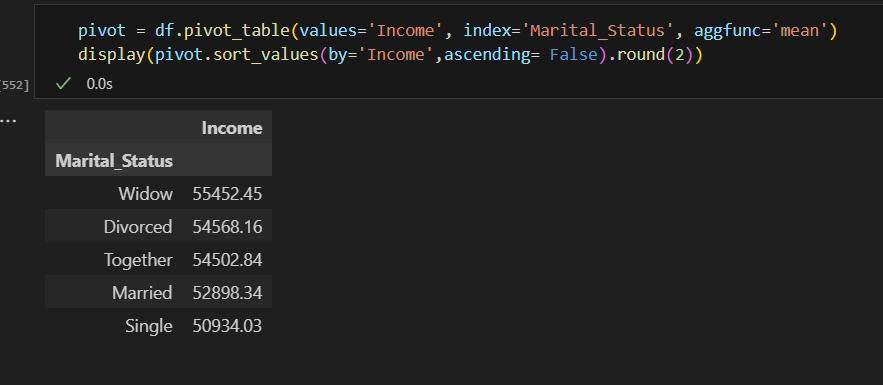 pivot = df.pivot_table(values='Income', index='Marital_Status', aggfunc='mean')
display(pivot.sort_values(by='Income',ascending= False).round(2))
552]
✓ 0.0s
...
Income
Marital_Status
Widow 55452.45
Divorced 54568.16
Together 54502.84
Married 52898.34
Single 50934.03